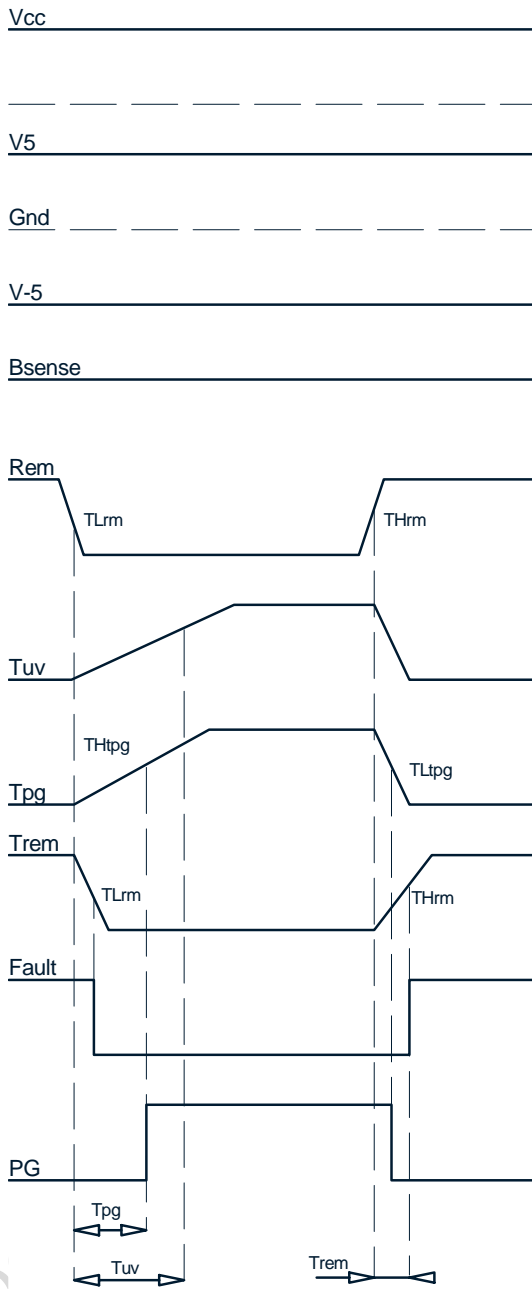 Vcc
V5
Gnd
V-5
Bsense
Rem
TLrm THrm
Tuv
THtpg
TLtpg
Tpg
Trem
TLrm THrm
Fault
PG
Tpg
Trem
Tuv